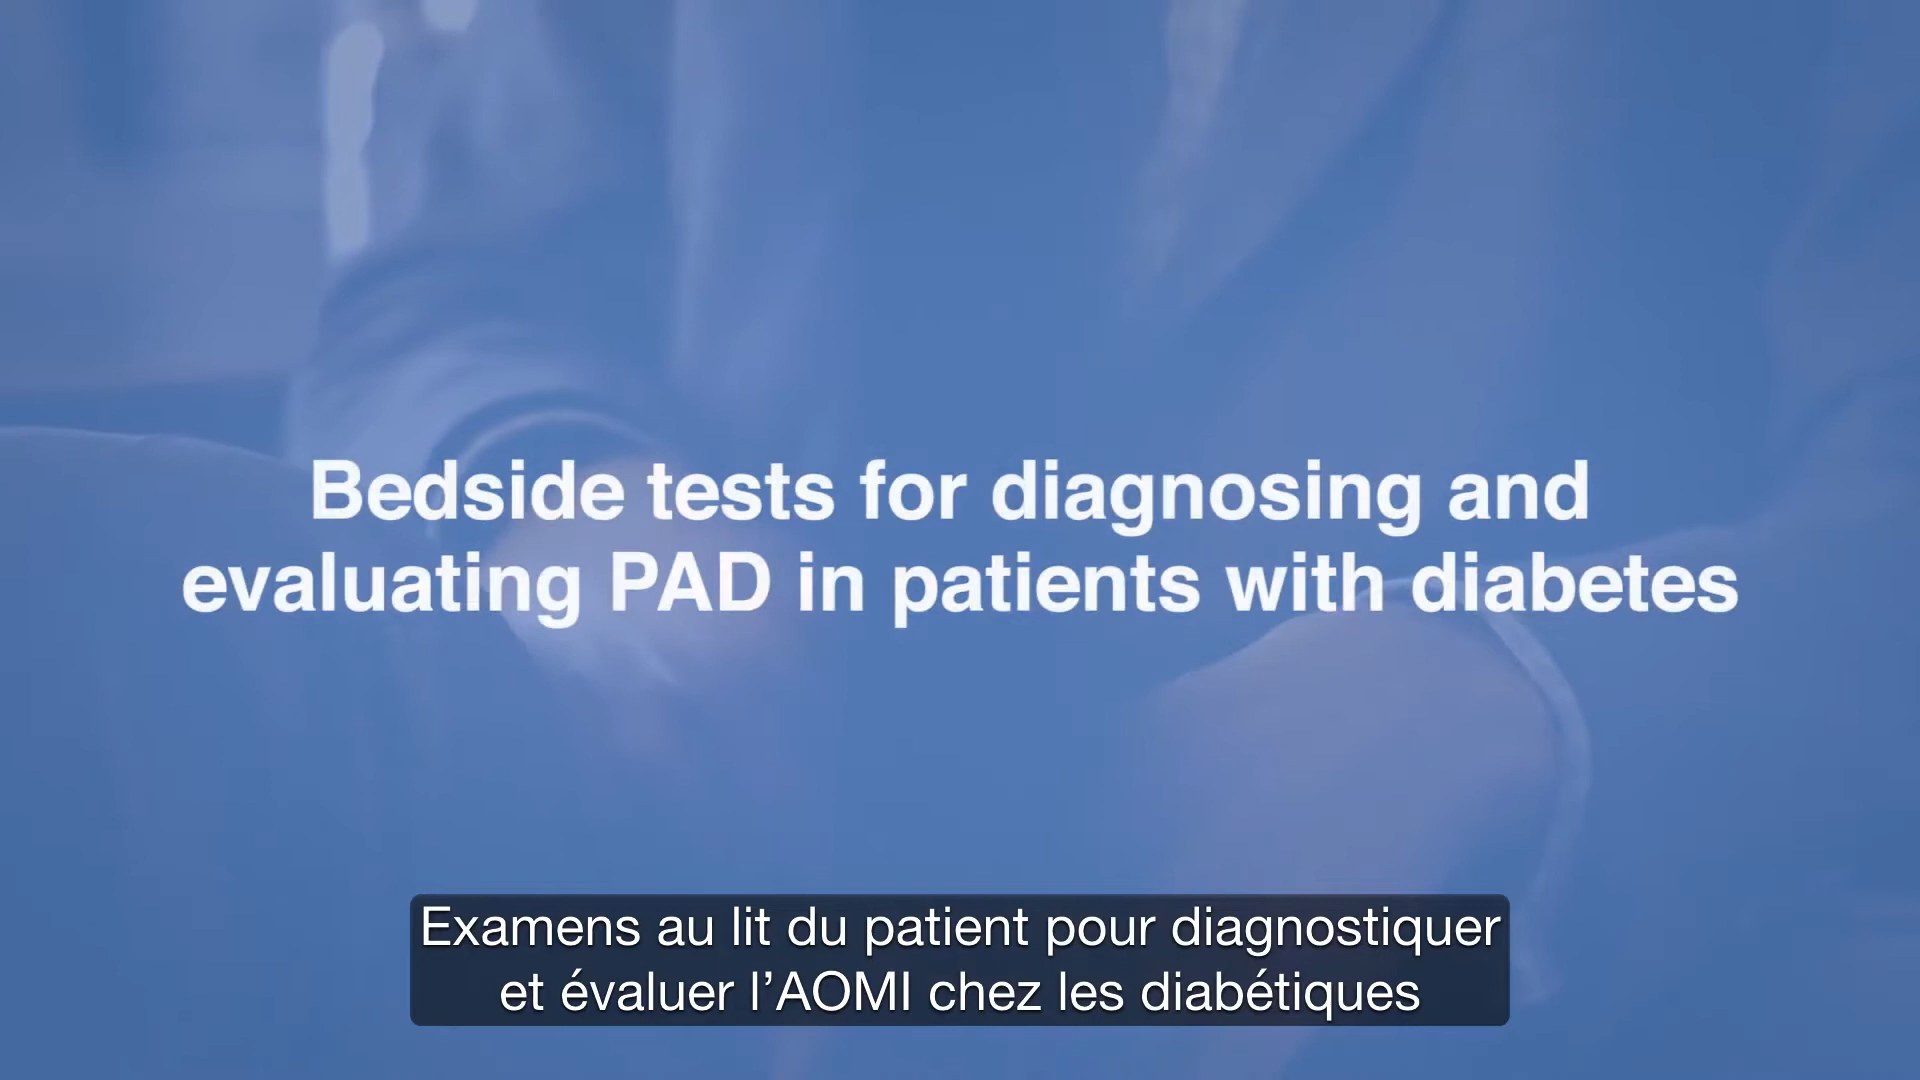 Bedside tests for diagnosing and
evaluating PAD in patients with diabetes
Examens au lit du patient pour diagnostiquer
et évaluer l’AOMI chez les diabétiques